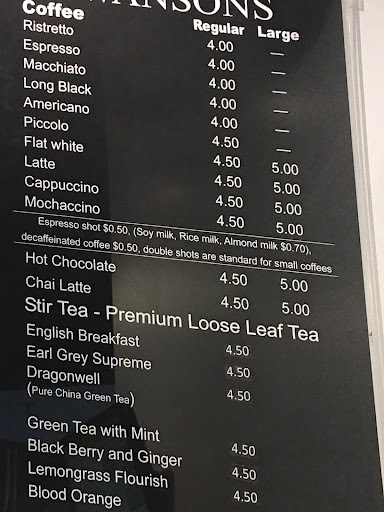 WANSONS
Coffee Regular Large
Ristretto 4.00 —
Espresso 4.00 —
Macchiato 4.00 —
Long Black 4.00 —
Americano 4.00 —
Piccolo 4.50 —
Flat white 4.50 5.00
Latte 4.50 5.00
Cappuccino 4.50 5.00
Mochaccino 4.50 5.00
Espresso shot $0.50, (Soy milk, Rice milk, Almond milk $0.70),
decaffeinated coffee $0.50, double shots are standard for small coffees
Hot Chocolate 4.50 5.00
Chai Latte 4.50 5.00
Stir Tea - Premium Loose Leaf Tea
English Breakfast 4.50
Earl Grey Supreme 4.50
Dragonwell 4.50
(Pure China Green Tea)
Green Tea with Mint 4.50
Black Berry and Ginger 4.50
Lemongrass Flourish 4.50
Blood Orange